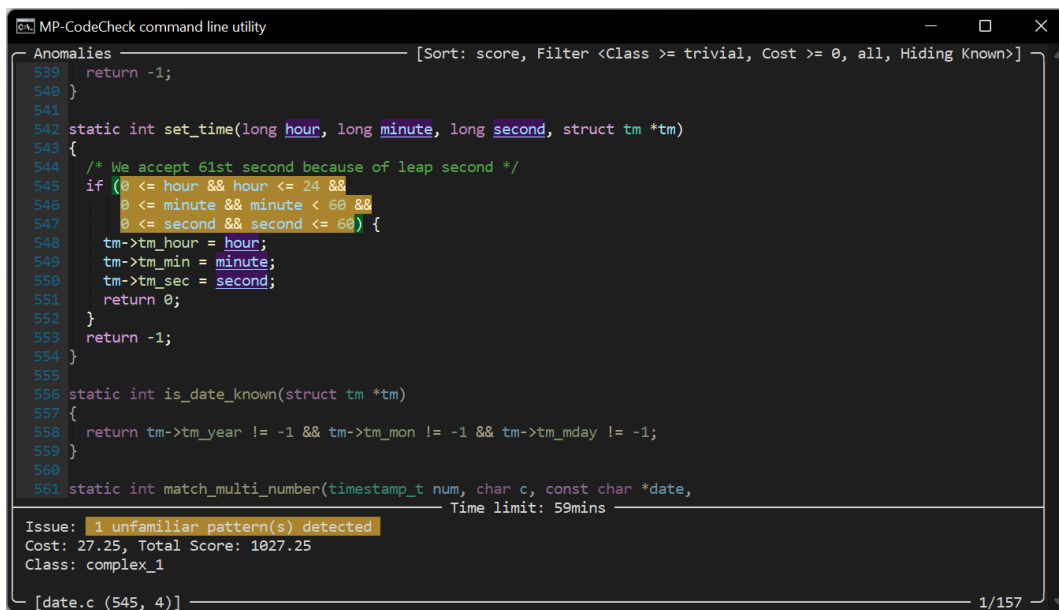 MP-CodeCheck command line utility
Anomalies [Sort: score, Filter <Class >= trivial, Cost >= 0, all, Hiding Known>]
539 return -1;
540 }
541
542 static int set_time(long hour, long minute, long second, struct tm *tm)
543 {
544 /* We accept 61st second because of leap second */
545 if (0 <= hour && hour <= 24 &&
546 0 <= minute && minute < 60 &&
547 0 <= second && second <= 60) {
548 tm->tm_hour = hour;
549 tm->tm_min = minute;
550 tm->tm_sec = second;
551 return 0;
552 }
553 return -1;
554 }
555
556 static int is_date_known(struct tm *tm)
557 {
558 return tm->tm_year != -1 && tm->tm_mon != -1 && tm->tm_mday != -1;
559 }
560
561 static int match_multi_number(timestamp_t num, char c, const char *date,
Time limit: 59mins
Issue: 1 unfamiliar pattern(s) detected
Cost: 27.25, Total Score: 1027.25
Class: complex_1
[date.c (545, 4)] 1/157